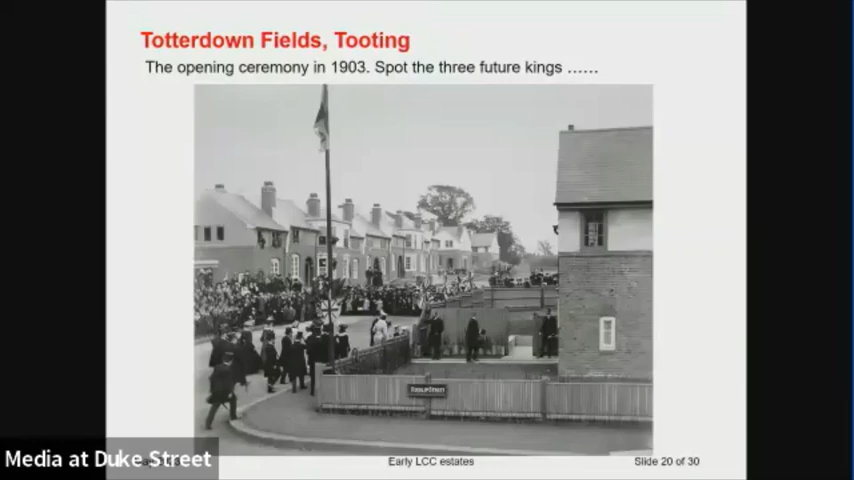 Totterdown Fields, Tooting
The opening ceremony in 1903. Spot the three future kings ......
Media at Duke Street
Early LCC estates
Slide 20 of 30